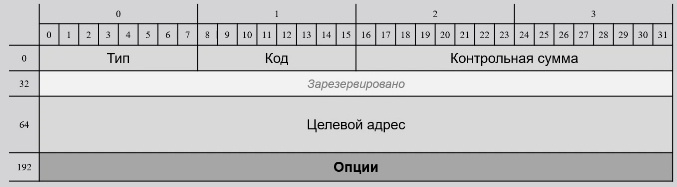 0 1 2 3
0 1 2 3 4 5 6 7 8 9 10 11 12 13 14 15 16 17 18 19 20 21 22 23 24 25 26 27 28 29 30 31
0 Тип Код Контрольная сумма
32 Зарезервировано
64 Целевой адрес
192 Опции